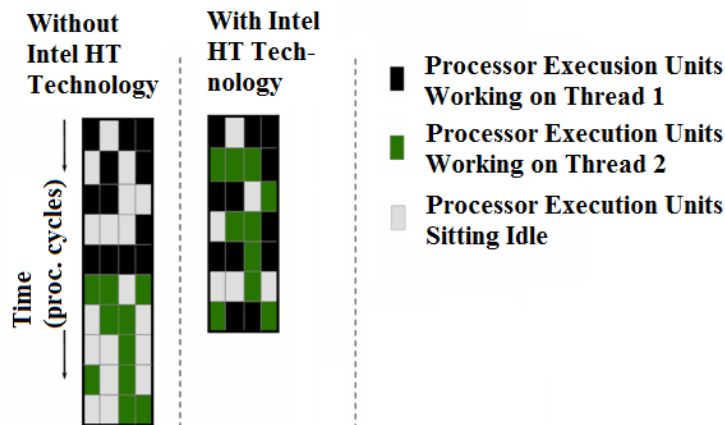 Without
Intel HT
Technology
With Intel
HT Tech-
nology
Time
(proc. cycles)
Processor Execusion Units
Working on Thread 1
Processor Execution Units
Working on Thread 2
Processor Execution Units
Sitting Idle